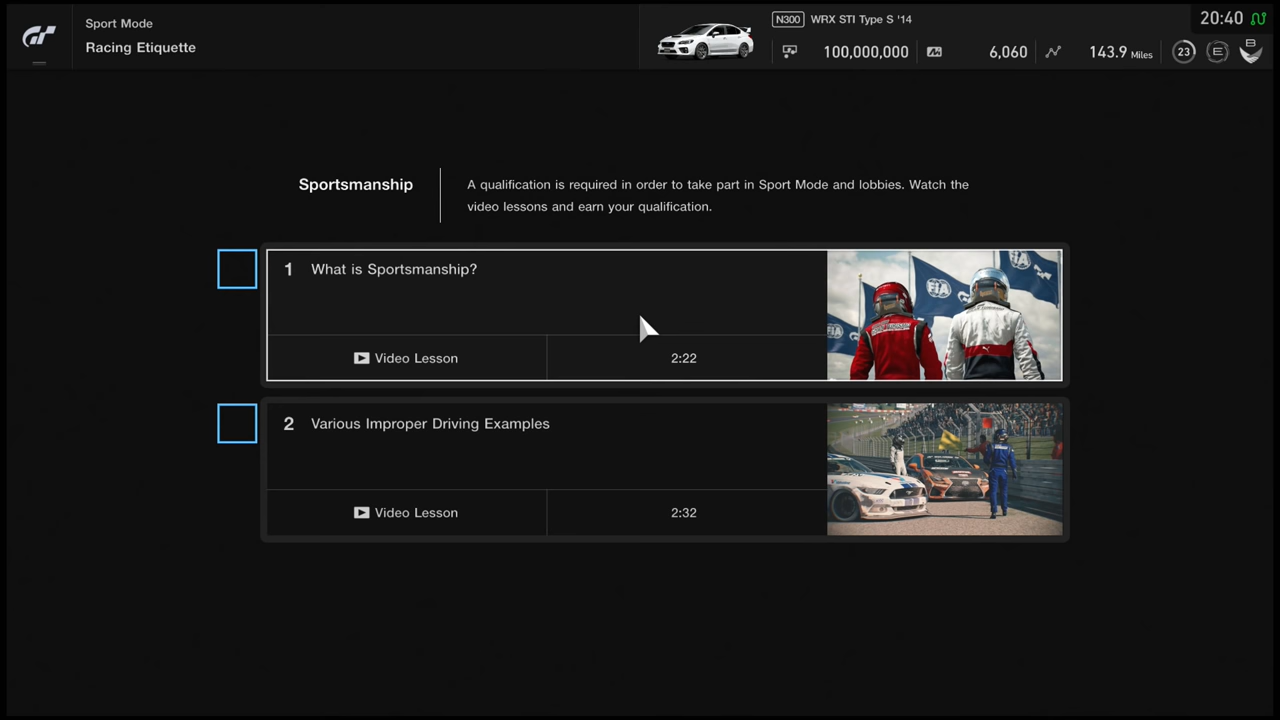 Sport Mode
Racing Etiquette
N300 WRX STI Type S '14
100,000,000
6,060
143.9 Miles
23
E
B
20:40
Sportsmanship
A qualification is required in order to take part in Sport Mode and lobbies. Watch the
video lessons and earn your qualification.
1 What is Sportsmanship?
Video Lesson
2:22
FIA
FIA
FIA
2 Various Improper Driving Examples
Video Lesson
2:32